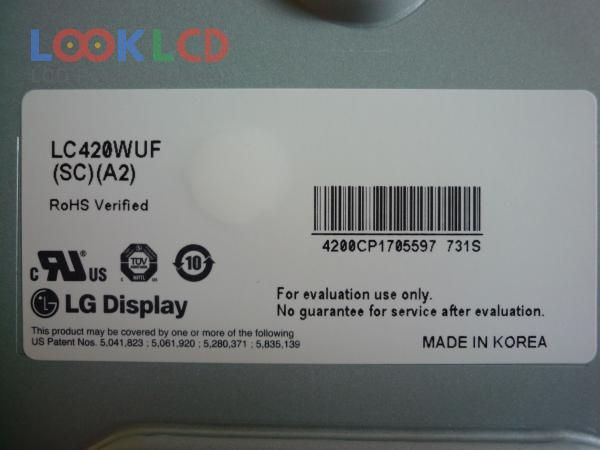 LOOKLCD
LC420WUF
(SC)(A2)
RoHS Verified
4200CP1705597 731S
c RU US
TÜV
10
LG Display
For evaluation use only.
No guarantee for service after evaluation.
This product may be covered by one or more of the following
US Patent Nos. 5,041,823 ; 5,061,920 ; 5,280,371 ; 5,835,139
MADE IN KOREA